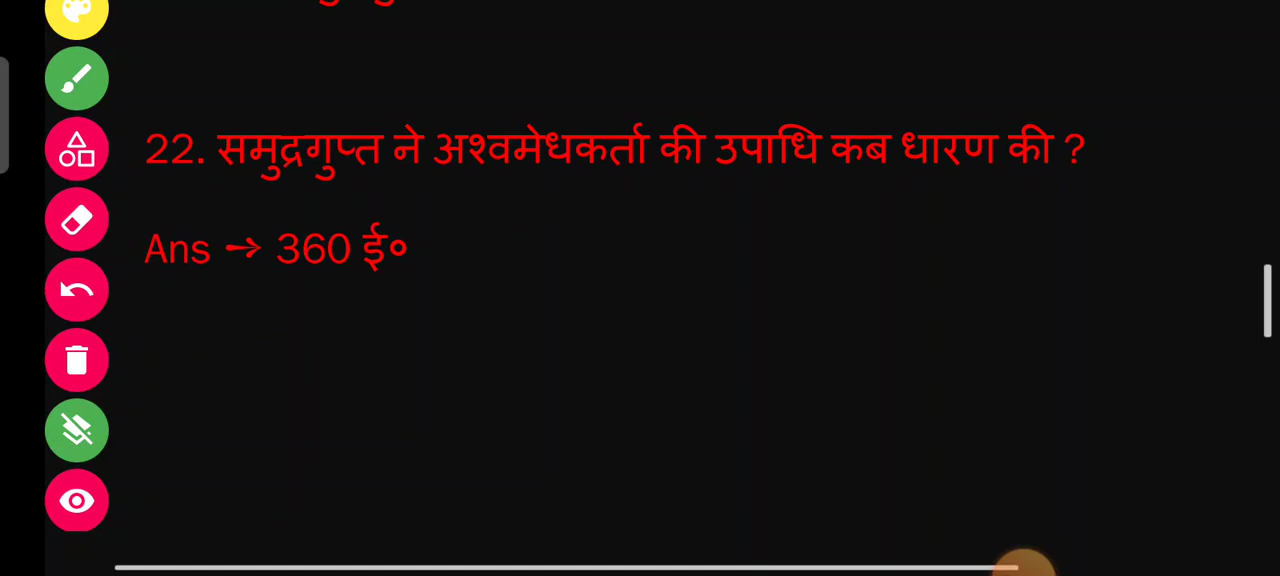 22. समुद्रगुप्त ने अश्वमेधकर्ता की उपाधि कब धारण की ?
Ans → 360 ई०